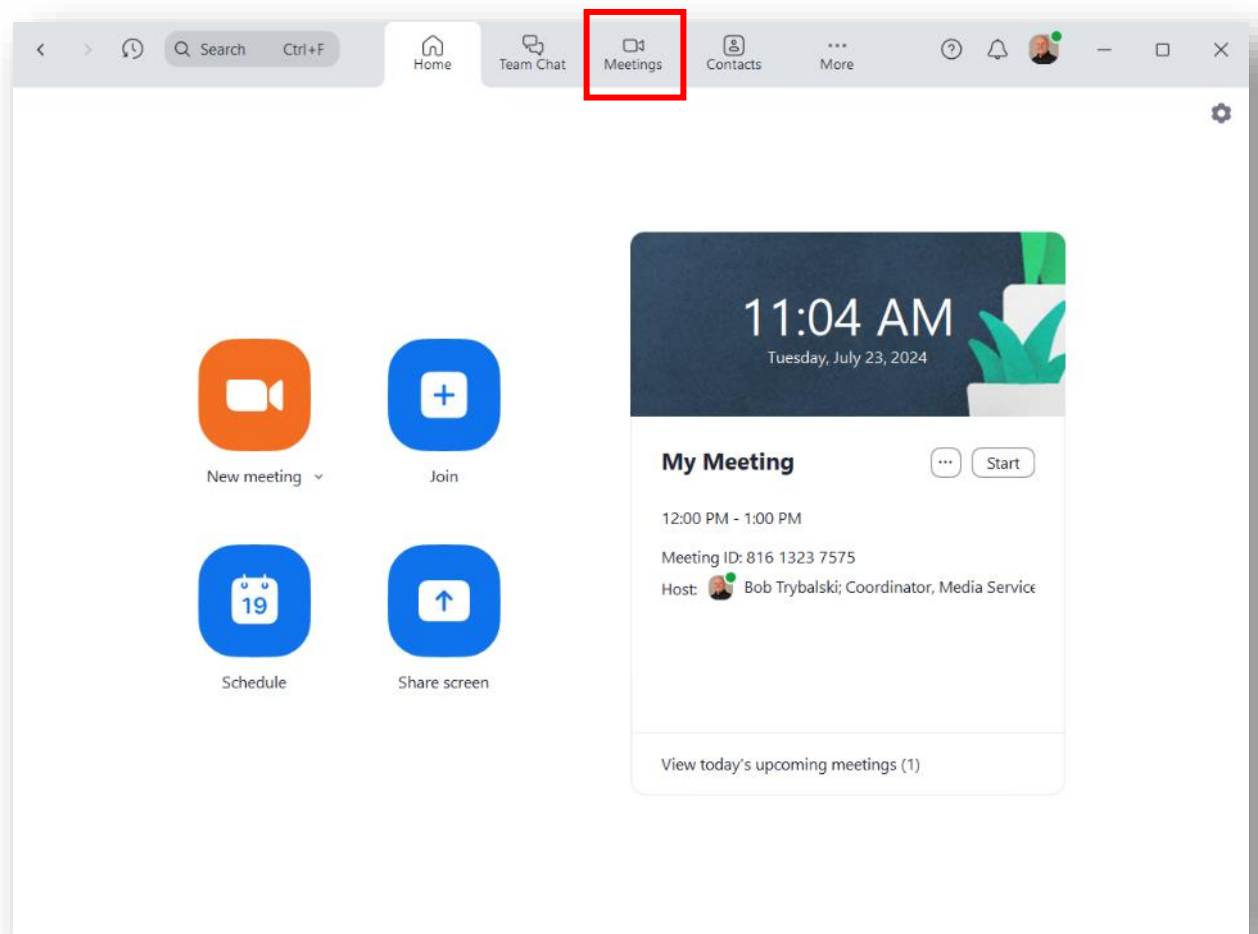 Search Ctrl+F
Home
Team Chat
Meetings
Contacts
More
11:04 AM
Tuesday, July 23, 2024
New meeting
Join
19
Schedule
Share screen
My Meeting
Start
12:00 PM - 1:00 PM
Meeting ID: 816 1323 7575
Host: Bob Trybalski; Coordinator, Media Service
View today's upcoming meetings (1)